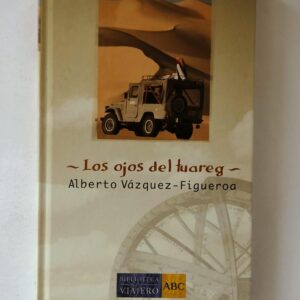 ~ Los ojos del tuareg ~
Alberto Vázquez-Figueroa
BIBLIOTECA
VIAJERO
ABC